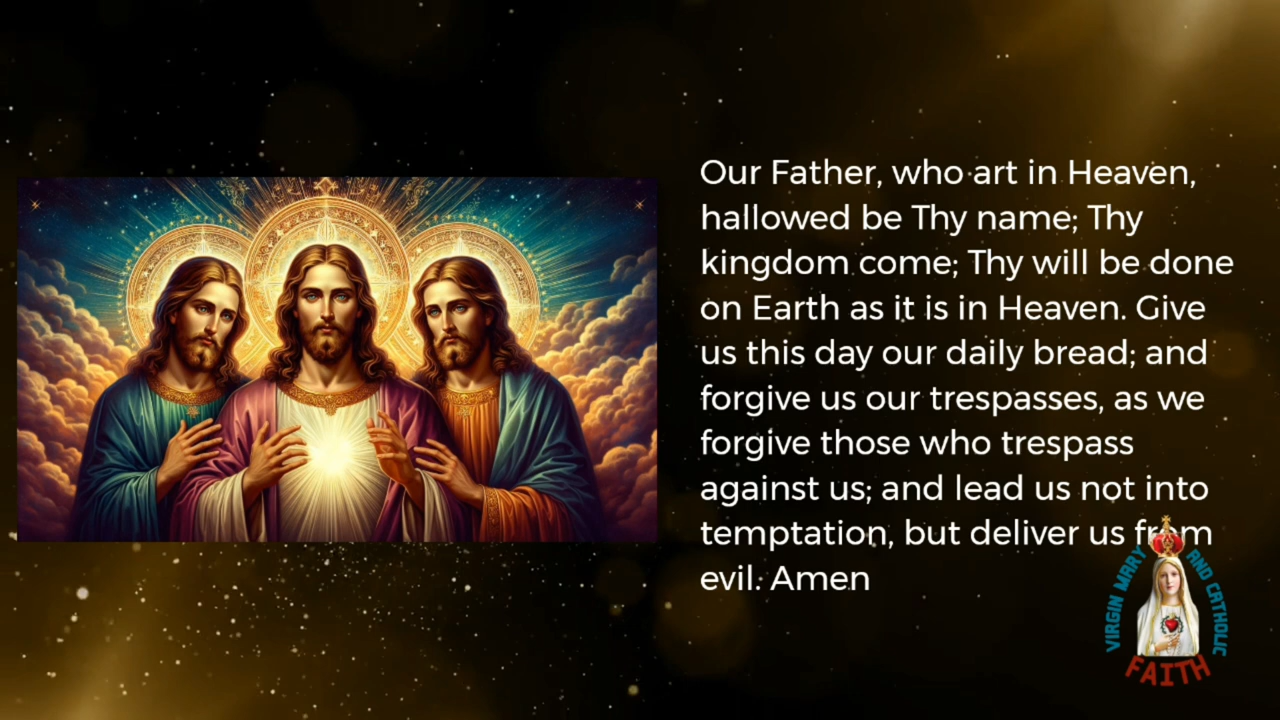 Our Father, who art in Heaven,
hallowed be Thy name; Thy
kingdom come; Thy will be done
on Earth as it is in Heaven. Give
us this day our daily bread; and
forgive us our trespasses, as we
forgive those who trespass
against us; and lead us not into
temptation, but deliver us from
evil. Amen
VIRGIN MARY
AND CATHOLIC
FAITH